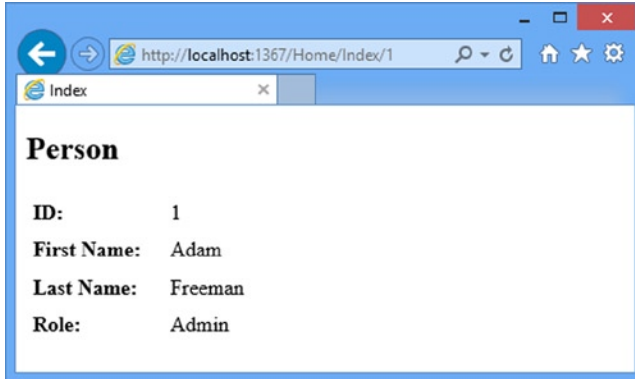 http://localhost:1367/Home/Index/1
Index
Person
ID: 1
First Name: Adam
Last Name: Freeman
Role: Admin